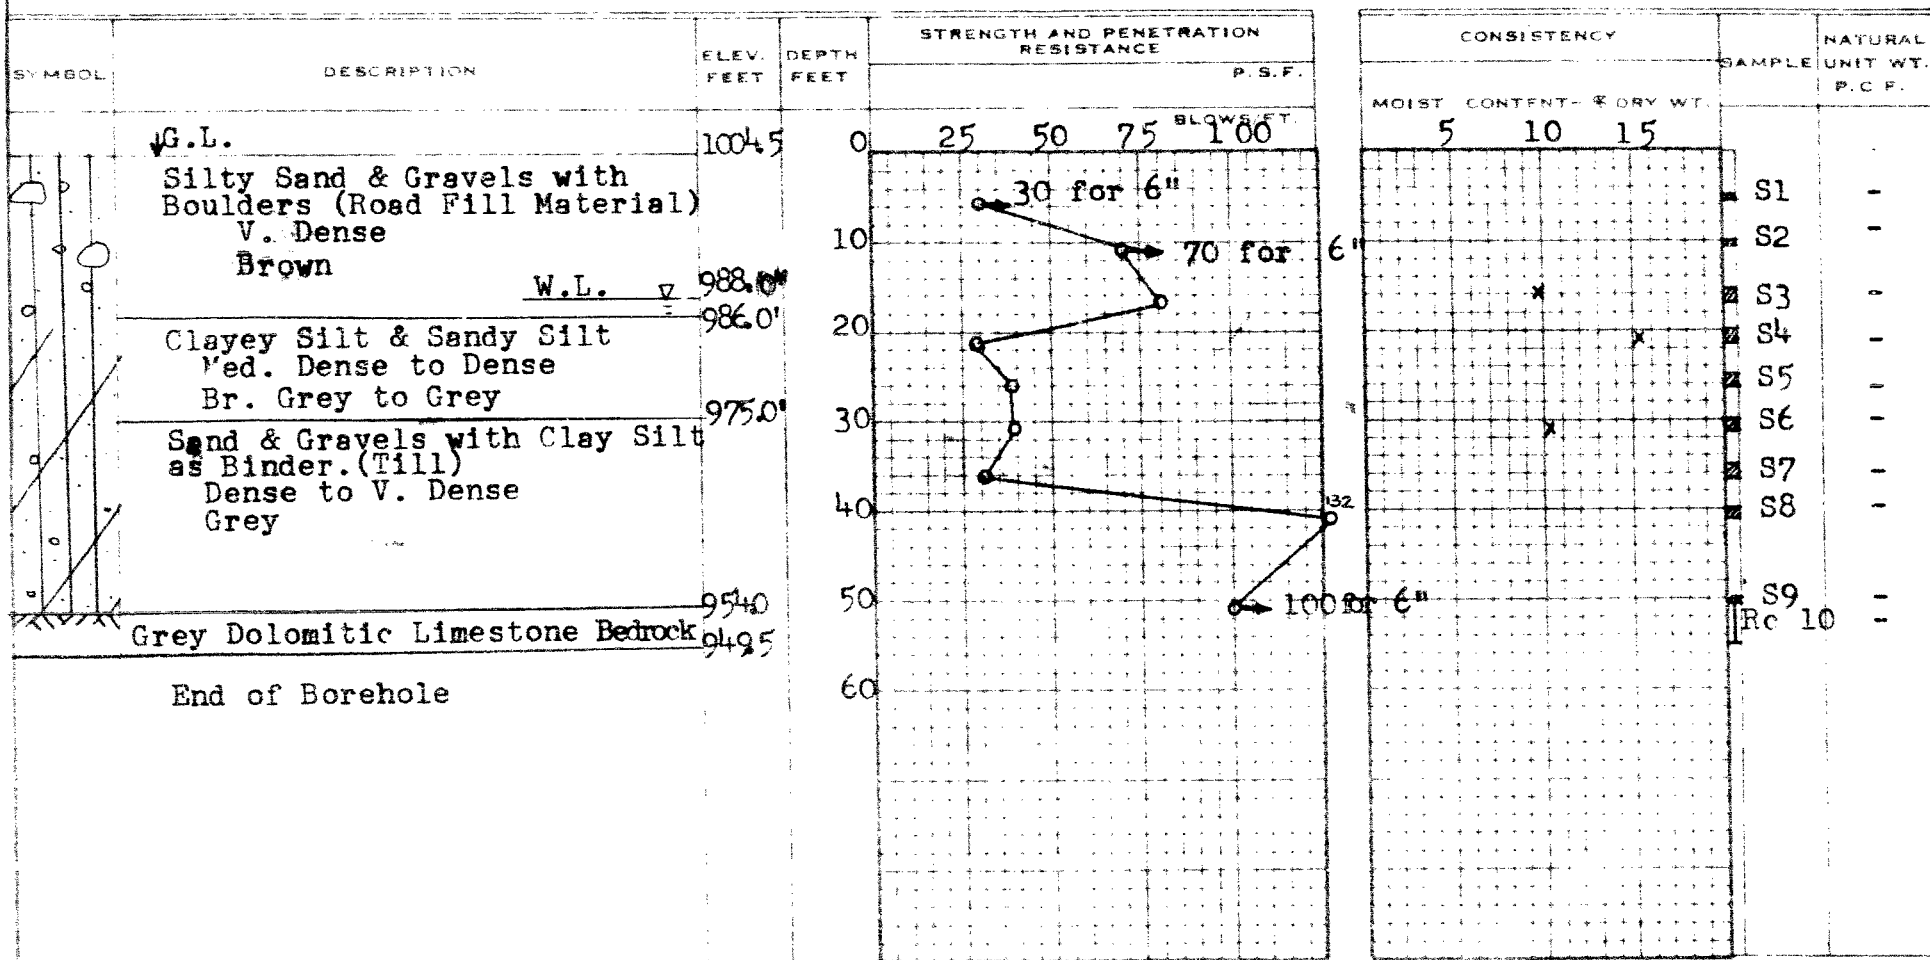 SYMBOL
DESCRIPTION
ELEV. FEET
DEPTH FEET
STRENGTH AND PENETRATION RESISTANCE
P.S.F.
BLOWS/FT.
CONSISTENCY
MOIST CONTENT - % DRY WT.
SAMPLE
NATURAL UNIT WT. P.C F.
25 50 75 100
5 10 15
G.L. 1004.5 0
Silty Sand & Gravels with
Boulders (Road Fill Material)
V. Dense
Brown
W.L. 988.0'
986.0'
Clayey Silt & Sandy Silt
Med. Dense to Dense
Br. Grey to Grey
975.0'
Sand & Gravels with Clay Silt
as Binder.(Till)
Dense to V. Dense
Grey
954.0
Grey Dolomitic Limestone Bedrock
949.5
End of Borehole
10
20
30
40
50
60
30 for 6"
70 for 6"
132
100 for 6"
S1 -
S2 -
S3 -
S4 -
S5 -
S6 -
S7 -
S8 -
S9 -
Rc 10 -